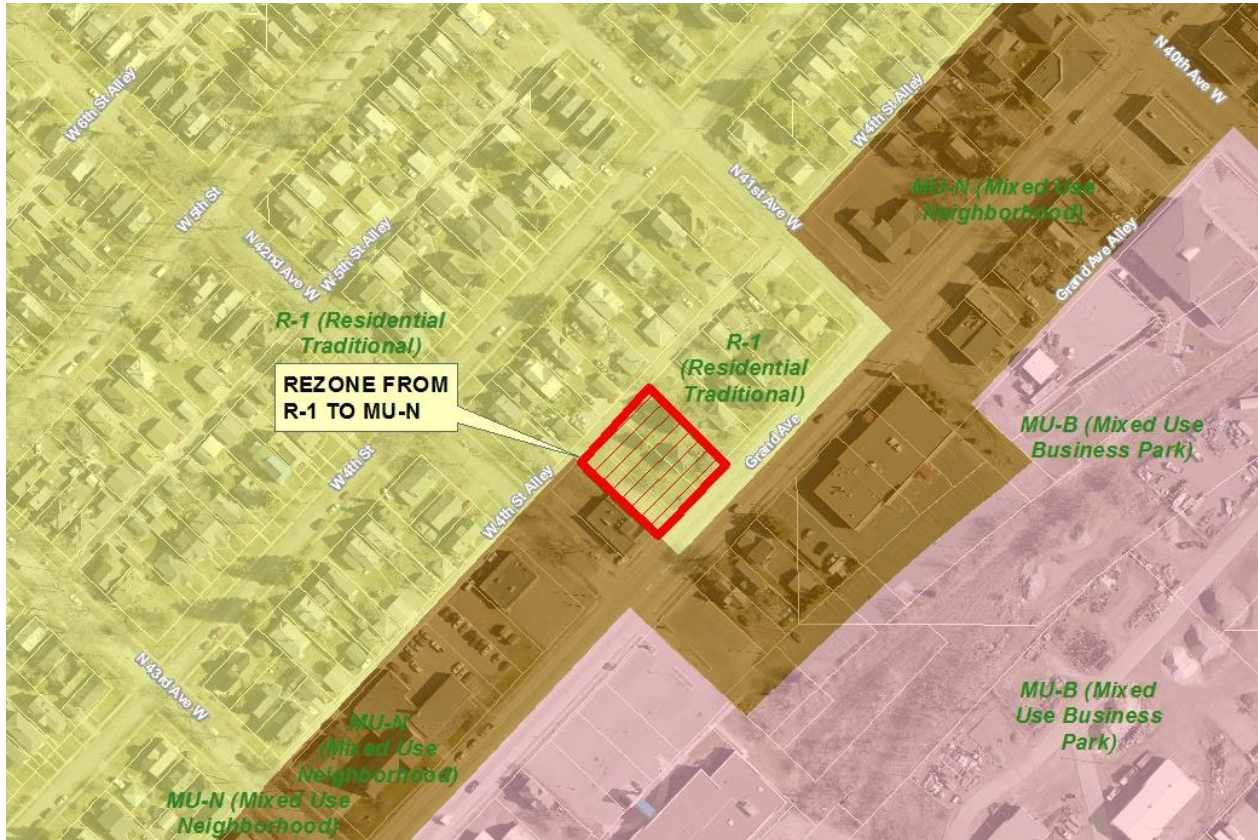 N 40th Ave W
W 6th St Alley
W 4th St Alley
N 41st Ave W
MU-N (Mixed Use
Neighborhood)
W 5th St
N 42nd Ave W
W 5th St Alley
Grand Ave Alley
R-1 (Residential
Traditional)
R-1
(Residential
Traditional)
REZONE FROM
R-1 TO MU-N
Grand Ave
MU-B (Mixed Use
Business Park)
W 4th St
W 4th St Alley
N 43rd Ave W
MU-B (Mixed
Use Business
Park)
MU-N
(Mixed Use
Neighborhood)
MU-N (Mixed Use
Neighborhood)